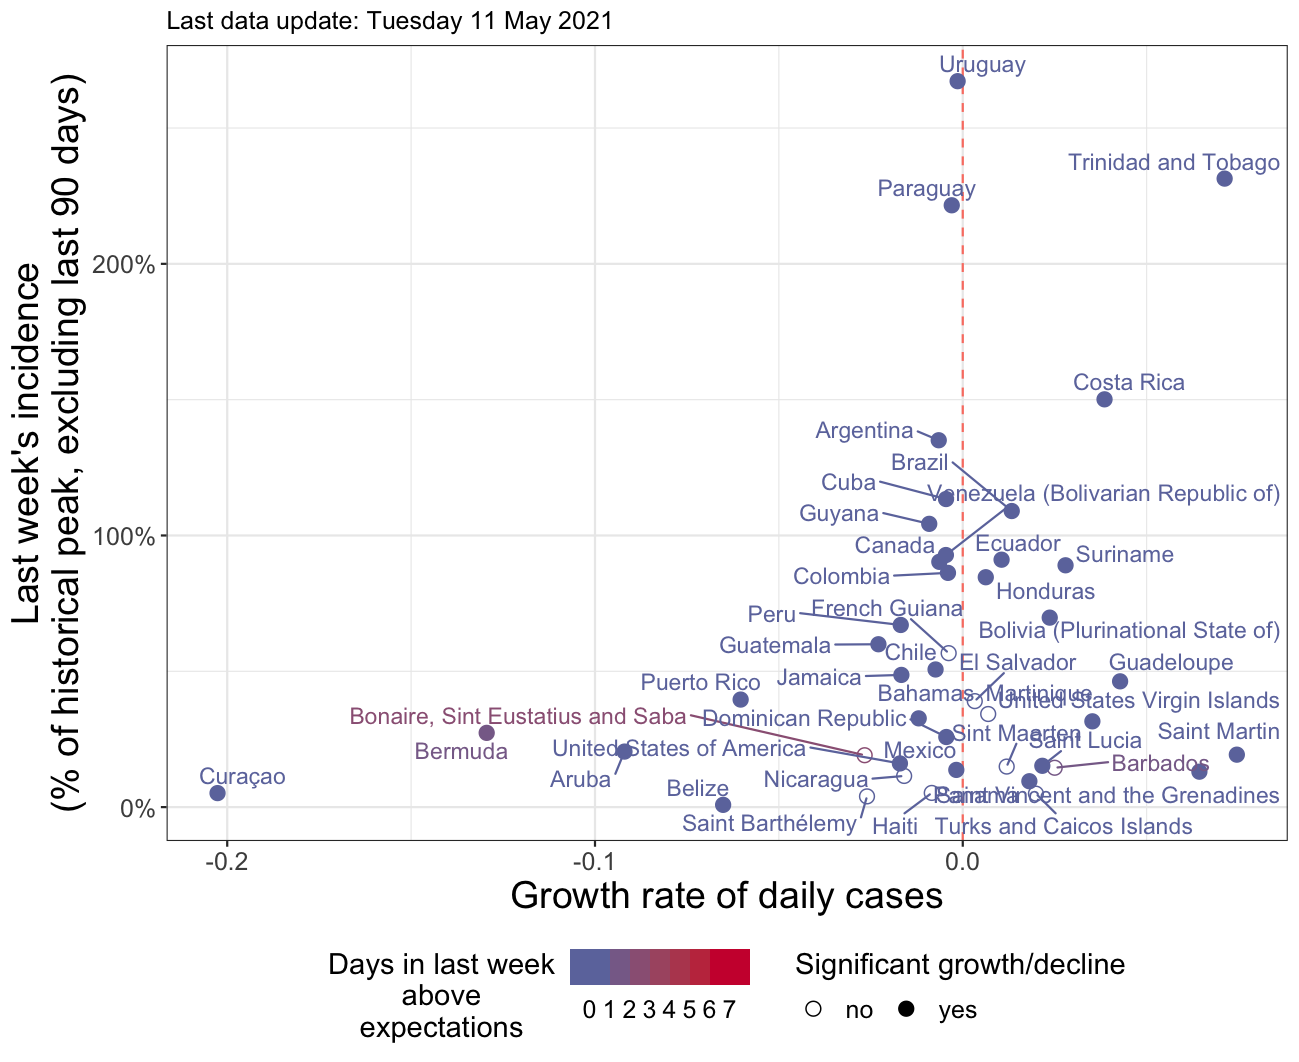 Last data update: Tuesday 11 May 2021
Last week's incidence
(% of historical peak, excluding last 90 days)
200%
100%
0%
Uruguay
Trinidad and Tobago
Paraguay
Costa Rica
Argentina
Brazil
Cuba
Venezuela (Bolivarian Republic of)
Guyana
Canada
Ecuador
Suriname
Colombia
Honduras
French Guiana
Peru
Bolivia (Plurinational State of)
Guatemala
Chile
El Salvador
Guadeloupe
Jamaica
Puerto Rico
Bahamas
Martinique
United States Virgin Islands
Bonaire, Sint Eustatius and Saba
Dominican Republic
Sint Maarten
Saint Martin
Saint Lucia
Bermuda
United States of America
Mexico
Barbados
Curaçao
Aruba
Nicaragua
Belize
Panama
Saint Vincent and the Grenadines
Saint Barthélemy
Haiti
Turks and Caicos Islands
-0.2
-0.1
0.0
Growth rate of daily cases
Days in last week
above
expectations
0 1 2 3 4 5 6 7
Significant growth/decline
no
yes